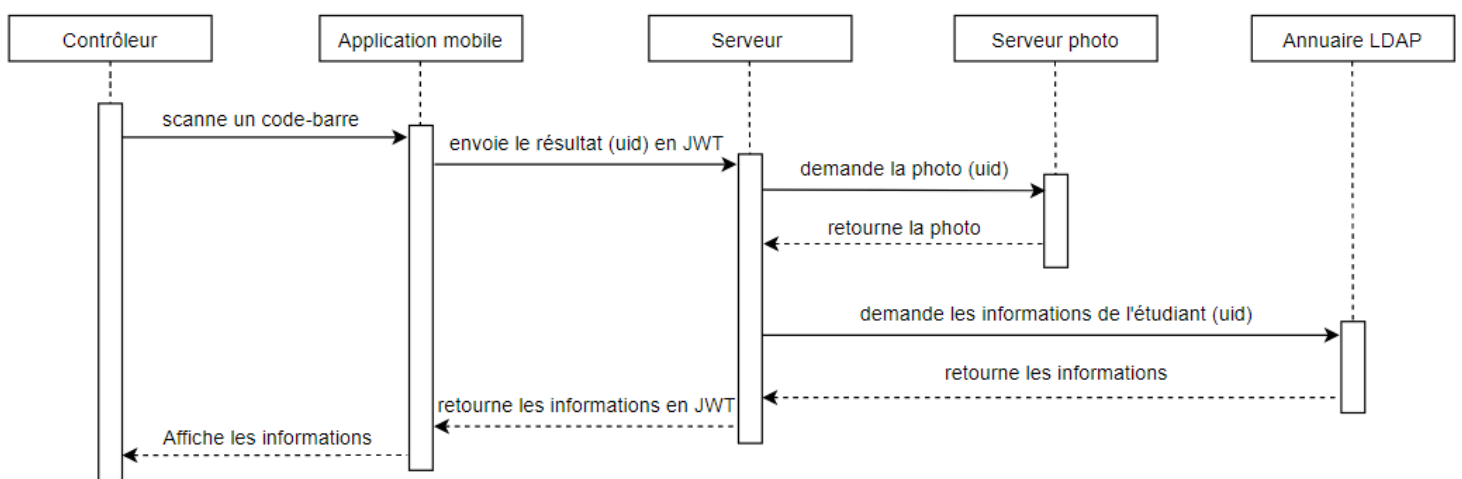 Contrôleur
Application mobile
Serveur
Serveur photo
Annuaire LDAP
scanne un code-barre
envoie le résultat (uid) en JWT
demande la photo (uid)
retourne la photo
demande les informations de l'étudiant (uid)
retourne les informations
retourne les informations en JWT
Affiche les informations